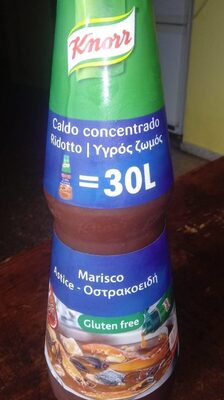 Knorr
Caldo concentrado
Ridotto | Υγρός ζωμός
= 30L
Marisco
Astice - Οστρακοειδή
Gluten free